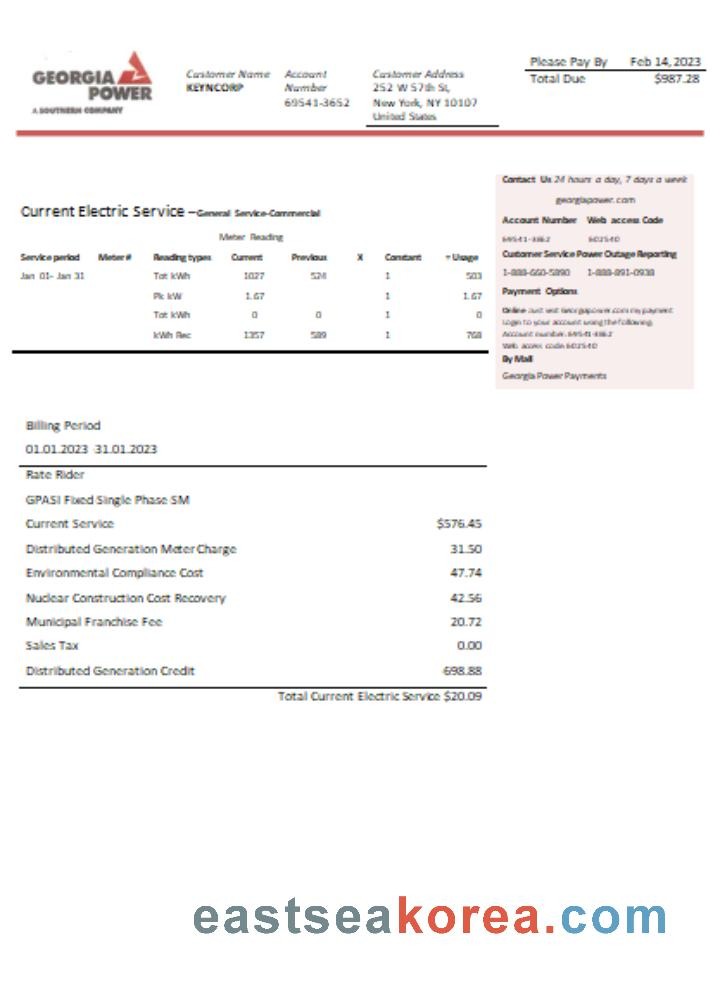 GEORGIA
POWER
A SOUTHERN COMPANY
Customer Name
KEYNCORP
Account
Number
69541-3652
Customer Address
252 W 57th St,
New York, NY 10107
United States
Please Pay By Feb 14, 2023
Total Due $987.28
Current Electric Service – General Service-Commercial
Meter Reading
Service period Meter# Reading types Current Previous X Constant = Usage
Jan 01- Jan 31 Tot kWh 1027 524 1 503
Pk kW 1.67 1 1.67
Tot kWh 0 0 1 0
kWh Rec 1357 589 1 768
Contact Us 24 hours a day, 7 days a week
georgiapower.com
Account Number Web access Code
69541-3652 602540
Customer Service Power Outage Reporting
1-888-660-5890 1-888-891-0938
Payment Options
Online Just visit Georgiapower.com my payment
Login to your account using the following.
Account number. 69541-3652
Web access code 602540
By Mail
Georgia Power Payments
Billing Period
01.01.2023 31.01.2023
Rate Rider
GPASI Fixed Single Phase SM
Current Service $576.45
Distributed Generation Meter Charge 31.50
Environmental Compliance Cost 47.74
Nuclear Construction Cost Recovery 42.56
Municipal Franchise Fee 20.72
Sales Tax 0.00
Distributed Generation Credit -698.88
Total Current Electric Service $20.09
eastseakorea.com